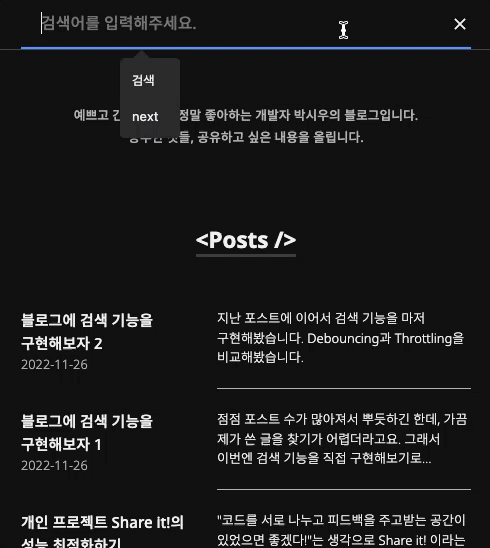 검색어를 입력해주세요.
검색
next
예쁘고 정말 좋아하는 개발자 박시우의 블로그입니다.
공유하고 싶은 내용을 올립니다.
<Posts />
블로그에 검색 기능을
구현해보자 2
2022-11-26
지난 포스트에 이어서 검색 기능을 마저
구현해봤습니다. Debouncing과 Throttling을
비교해봤습니다.
블로그에 검색 기능을
구현해보자 1
2022-11-26
점점 포스트 수가 많아져서 뿌듯하긴 한데, 가끔
제가 쓴 글을 찾기가 어렵더라고요. 그래서
이번엔 검색 기능을 직접 구현해보기로...
개인 프로젝트 Share it!의
성능 최적화하기
"코드를 서로 나누고 피드백을 주고받는 공간이
있었으면 좋겠다!"는 생각으로 Share it! 이라는